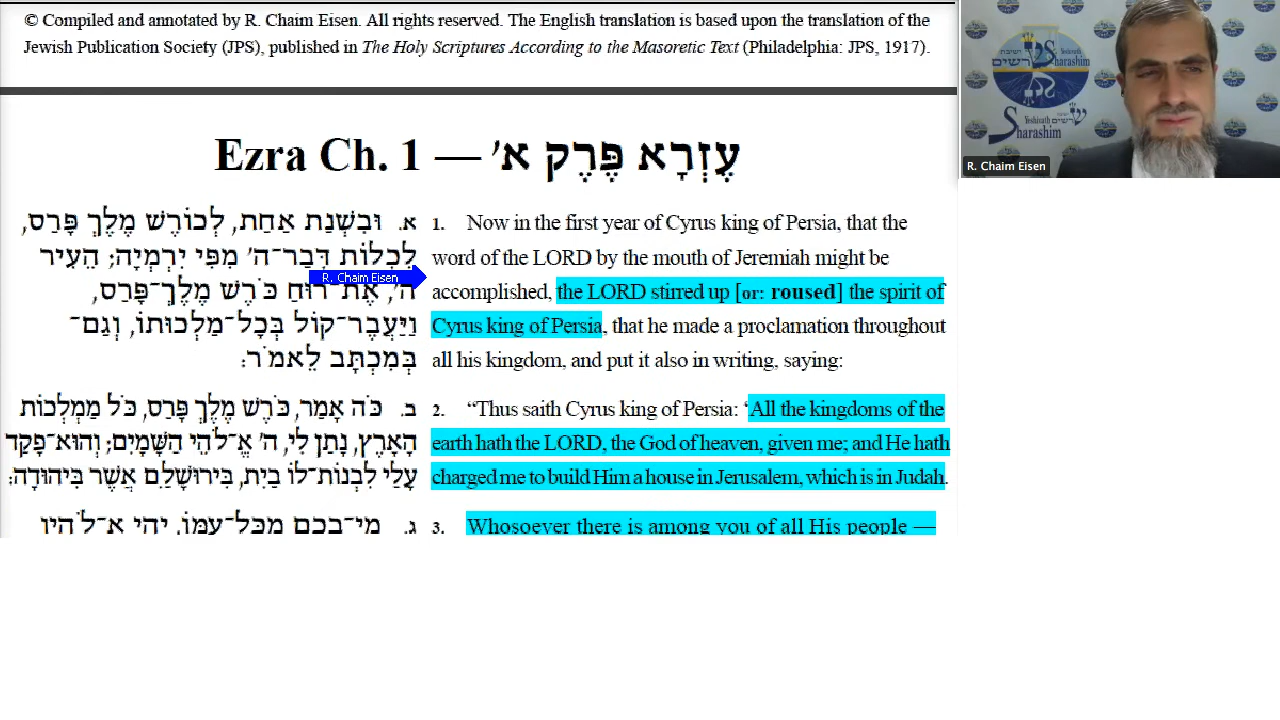 © Compiled and annotated by R. Chaim Eisen. All rights reserved. The English translation is based upon the translation of the
Jewish Publication Society (JPS), published in The Holy Scriptures According to the Masoretic Text (Philadelphia: JPS, 1917).
Ezra Ch. 1 — עֶזְרָא פֶּרֶק א׳
א. וּבִשְׁנַת אַחַת, לְכוֹרֶשׁ מֶלֶךְ פָּרַס,
לִכְלוֹת דְּבַר־ה׳ מִפִּי יִרְמְיָה; הֵעִיר
ה׳, אֶת־רוּחַ כֹּרֶשׁ מֶלֶךְ־פָּרַס,
וַיַּעֲבֶר־קוֹל בְּכָל־מַלְכוּתוֹ, וְגַם־
בְּמִכְתָּב לֵאמֹר:
1. Now in the first year of Cyrus king of Persia, that the
word of the LORD by the mouth of Jeremiah might be
accomplished, the LORD stirred up [or: roused] the spirit of
Cyrus king of Persia, that he made a proclamation throughout
all his kingdom, and put it also in writing, saying:
ב. כֹּה אָמַר, כֹּרֶשׁ מֶלֶךְ פָּרַס, כֹּל מַמְלְכוֹת
הָאָרֶץ, נָתַן לִי, ה׳ אֱ־לֹהֵי הַשָּׁמָיִם; וְהוּא־פָקַד
עָלַי לִבְנוֹת־לוֹ בַיִת, בִּירוּשָׁלַ‍ִם אֲשֶׁר בִּיהוּדָה:
2. “Thus saith Cyrus king of Persia: ‘All the kingdoms of the
earth hath the LORD, the God of heaven, given me; and He hath
charged me to build Him a house in Jerusalem, which is in Judah.
ג. מִי־בָכֶם מִכָּל־עַמּוֹ, יְהִי אֱ־לֹהָיו
3. Whosoever there is among you of all His people —
R. Chaim Eisen
ישיבת
שרשים
Sharashim
Yeshivath
Sharashim
R. Chaim Eisen